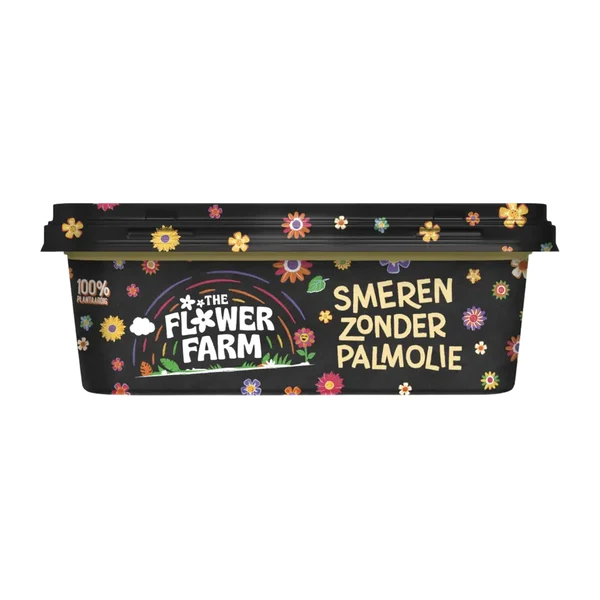 100%
PLANTAARDIG
THE
FLOWER
FARM
SMEREN
ZONDER
PALMOLIE